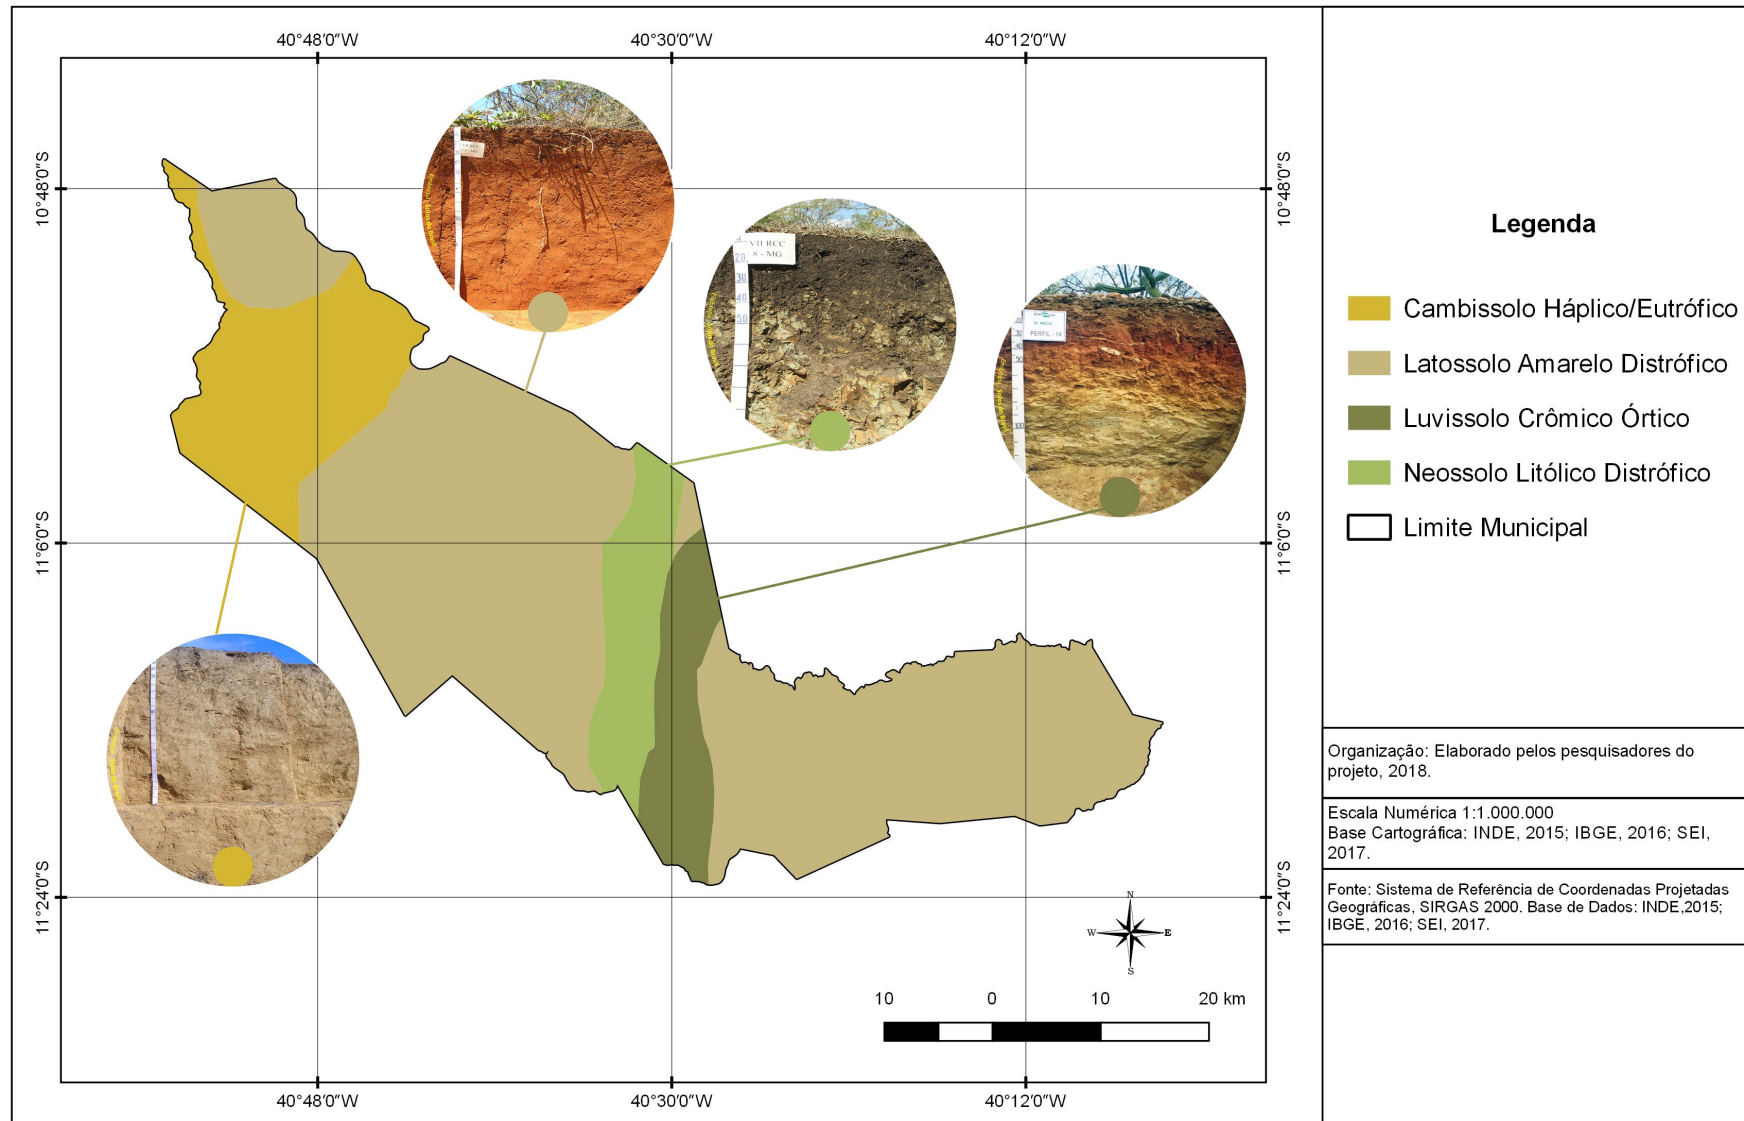 40°48'0"W
40°30'0"W
40°12'0"W
10°48'0"S
10°48'0"S
VII RCC
8 - MG
20
30
40
50
V RCC
PERFIL - 14
11°6'0"S
11°6'0"S
11°24'0"S
11°24'0"S
N
W
E
S
10 0 10 20 km
40°48'0"W
40°30'0"W
40°12'0"W
Legenda
Cambissolo Háplico/Eutrófico
Latossolo Amarelo Distrófico
Luvissolo Crômico Órtico
Neossolo Litólico Distrófico
Limite Municipal
Organização: Elaborado pelos pesquisadores do
projeto, 2018.
Escala Numérica 1:1.000.000
Base Cartográfica: INDE, 2015; IBGE, 2016; SEI,
2017.
Fonte: Sistema de Referência de Coordenadas Projetadas
Geográficas, SIRGAS 2000. Base de Dados: INDE,2015;
IBGE, 2016; SEI, 2017.